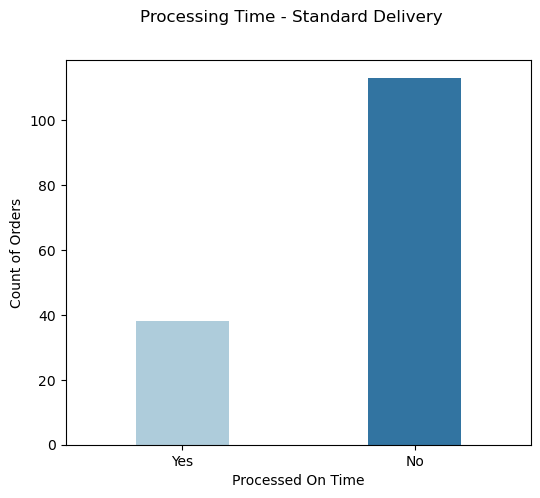 Processing Time - Standard Delivery
Count of Orders
100
80
60
40
20
0
Yes
No
Processed On Time